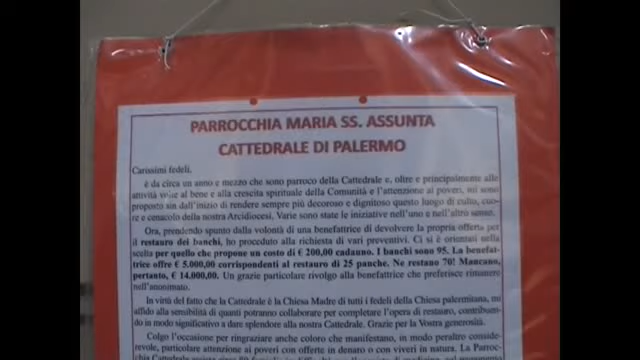 PARROCCHIA MARIA SS. ASSUNTA
CATTEDRALE DI PALERMO
Carissimi fedeli,
è da circa un anno e mezzo che sono parroco della Cattedrale e, oltre e principalmente alle
attività volte al bene e alla crescita spirituale della Comunità e l'attenzione ai poveri, mi sono
proposto sin dall'inizio di rendere sempre più decoroso e dignitoso questo luogo di culto, cuo-
re e cenacolo della nostra Arcidiocesi. Varie sono state le iniziative nell'uno e nell'altro senso.
Ora, prendendo spunto dalla volontà di una benefattrice di devolvere la propria offerta per
il restauro dei banchi, ho proceduto alla richiesta di vari preventivi. Ci si è orientati nella
scelta per quello che propone un costo di € 200,00 cadauno. I banchi sono 95. La benefat-
trice offre € 5.000,00 corrispondenti al restauro di 25 panche. Ne restano 70! Mancano,
pertanto, € 14.000,00. Un grazie particolare rivolgo alla benefattrice che preferisce rimanere
nell'anonimato.
In virtù del fatto che la Cattedrale è la Chiesa Madre di tutti i fedeli della Chiesa palermitana, mi
affido alla sensibilità di quanti potranno collaborare per completare l'opera di restauro, contribuen-
do in modo significativo a dare splendore alla nostra Cattedrale. Grazie per la Vostra generosità.
Colgo l'occasione per ringraziare anche coloro che manifestano, in modo peraltro conside-
revole, particolare attenzione ai poveri con offerte in denaro o con viveri in natura. La Parroc-